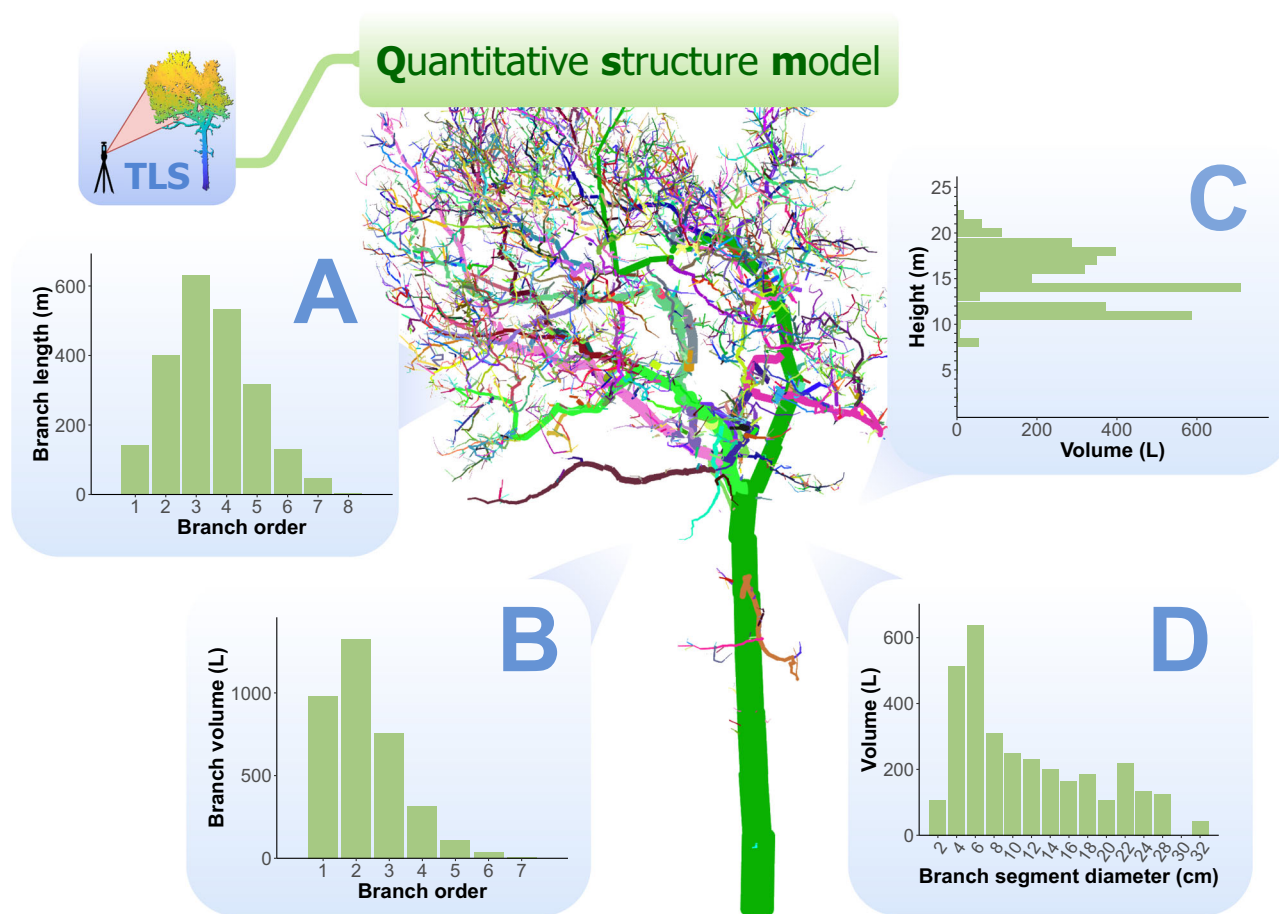 Quantitative structure model
TLS
A
Branch length (m)
600
400
200
0
1 2 3 4 5 6 7 8
Branch order
B
Branch volume (L)
1000
500
0
1 2 3 4 5 6 7
Branch order
C
Height (m)
25
20
15
10
5
0 200 400 600
Volume (L)
D
Volume (L)
600
400
200
0
2 4 6 8 10 12 14 16 18 20 22 24 28 30 32
Branch segment diameter (cm)